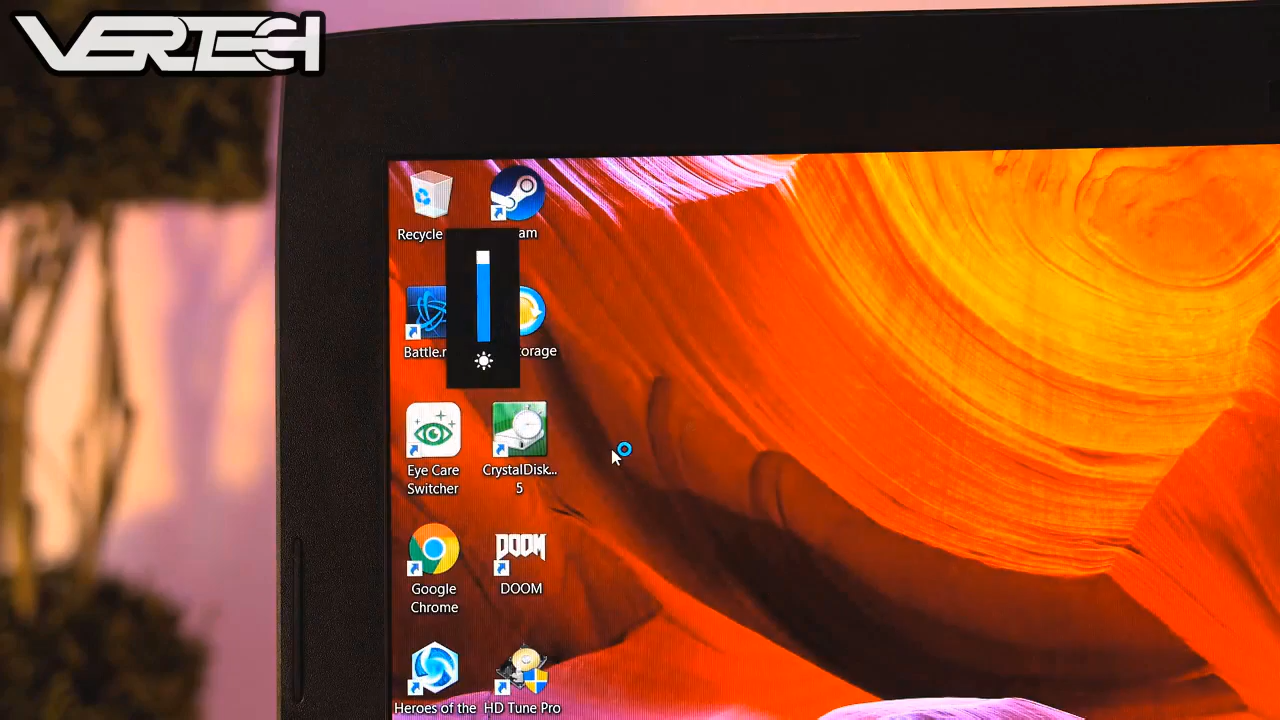 VERTECH
Recycle
am
Battle.n
orage
Eye Care
Switcher
CrystalDisk...
5
Google
Chrome
DOOM
DOOM
Heroes of the
HD Tune Pro